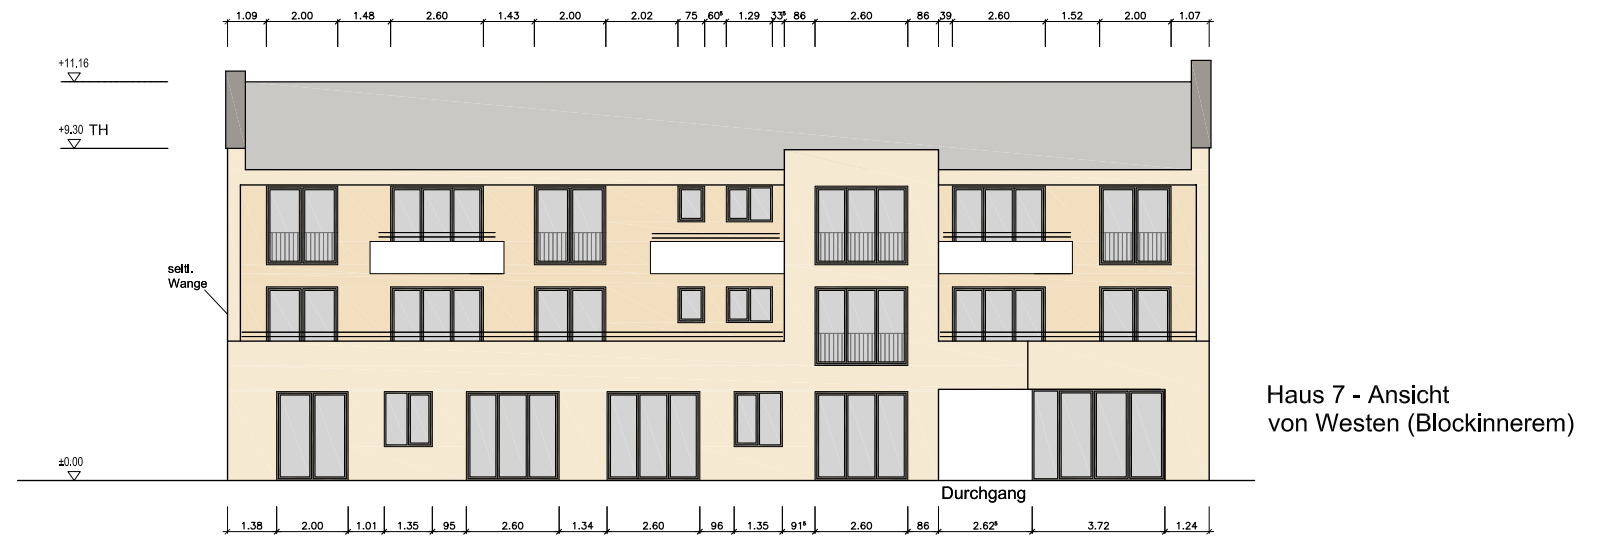 1.09 2.00 1.48 2.60 1.43 2.00 2.02 75 60⁵ 1.29 33⁵ 86 2.60 86 39 2.60 1.52 2.00 1.07
+11.16
+9.30 TH
seitl.
Wange
Haus 7 - Ansicht
von Westen (Blockinnerem)
±0.00
Durchgang
1.38 2.00 1.01 1.35 95 2.60 1.34 2.60 96 1.35 91⁵ 2.60 86 2.62⁵ 3.72 1.24